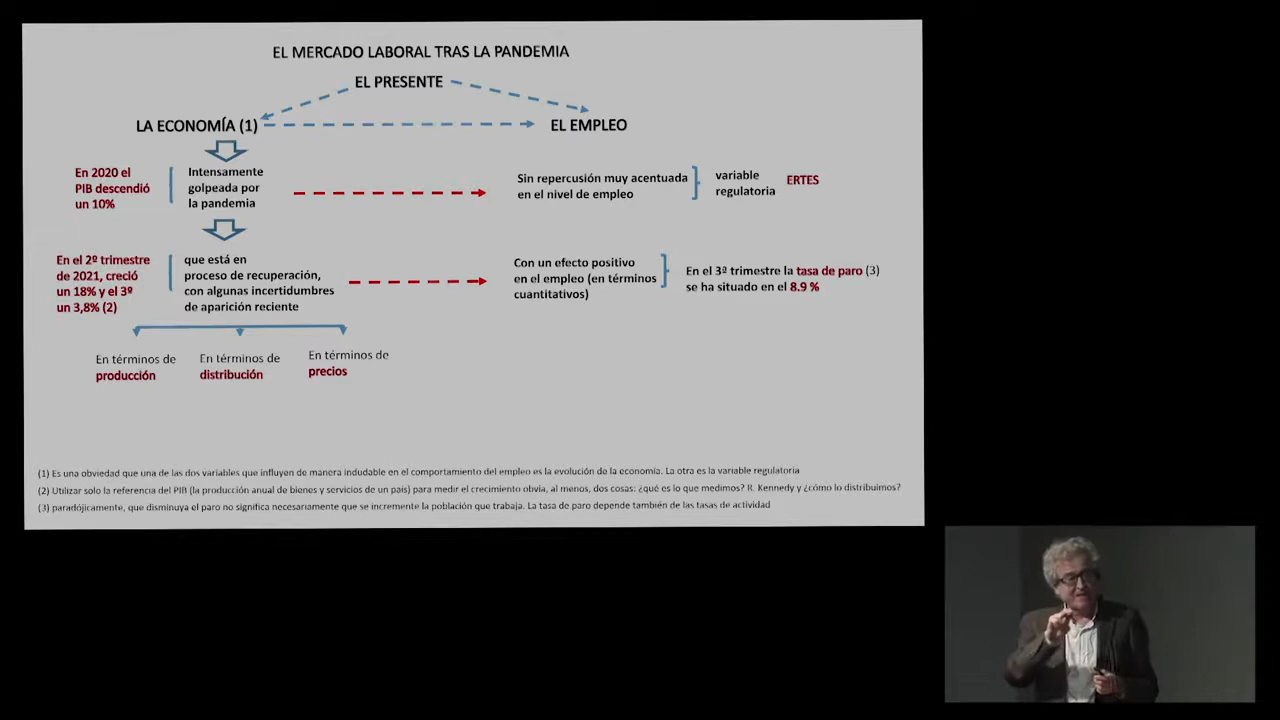 EL MERCADO LABORAL TRAS LA PANDEMIA
EL PRESENTE
LA ECONOMÍA (1)
EL EMPLEO
En 2020 el
PIB descendió
un 10%
Intensamente
golpeada por
la pandemia
Sin repercusión muy acentuada
en el nivel de empleo
variable
regulatoria
ERTES
En el 2º trimestre
de 2021, creció
un 18% y el 3º
un 3,8% (2)
que está en
proceso de recuperación,
con algunas incertidumbres
de aparición reciente
Con un efecto positivo
en el empleo (en términos
cuantitativos)
En el 3º trimestre la tasa de paro (3)
se ha situado en el 8.9 %
En términos de
producción
En términos de
distribución
En términos de
precios
(1) Es una obviedad que una de las dos variables que influyen de manera indudable en el comportamiento del empleo es la evolución de la economía. La otra es la variable regulatoria
(2) Utilizar solo la referencia del PIB (la producción anual de bienes y servicios de un país) para medir el crecimiento obvia, al menos, dos cosas: ¿qué es lo que medimos? R. Kennedy y ¿cómo lo distribuimos?
(3) paradójicamente, que disminuya el paro no significa necesariamente que se incremente la población que trabaja. La tasa de paro depende también de las tasas de actividad